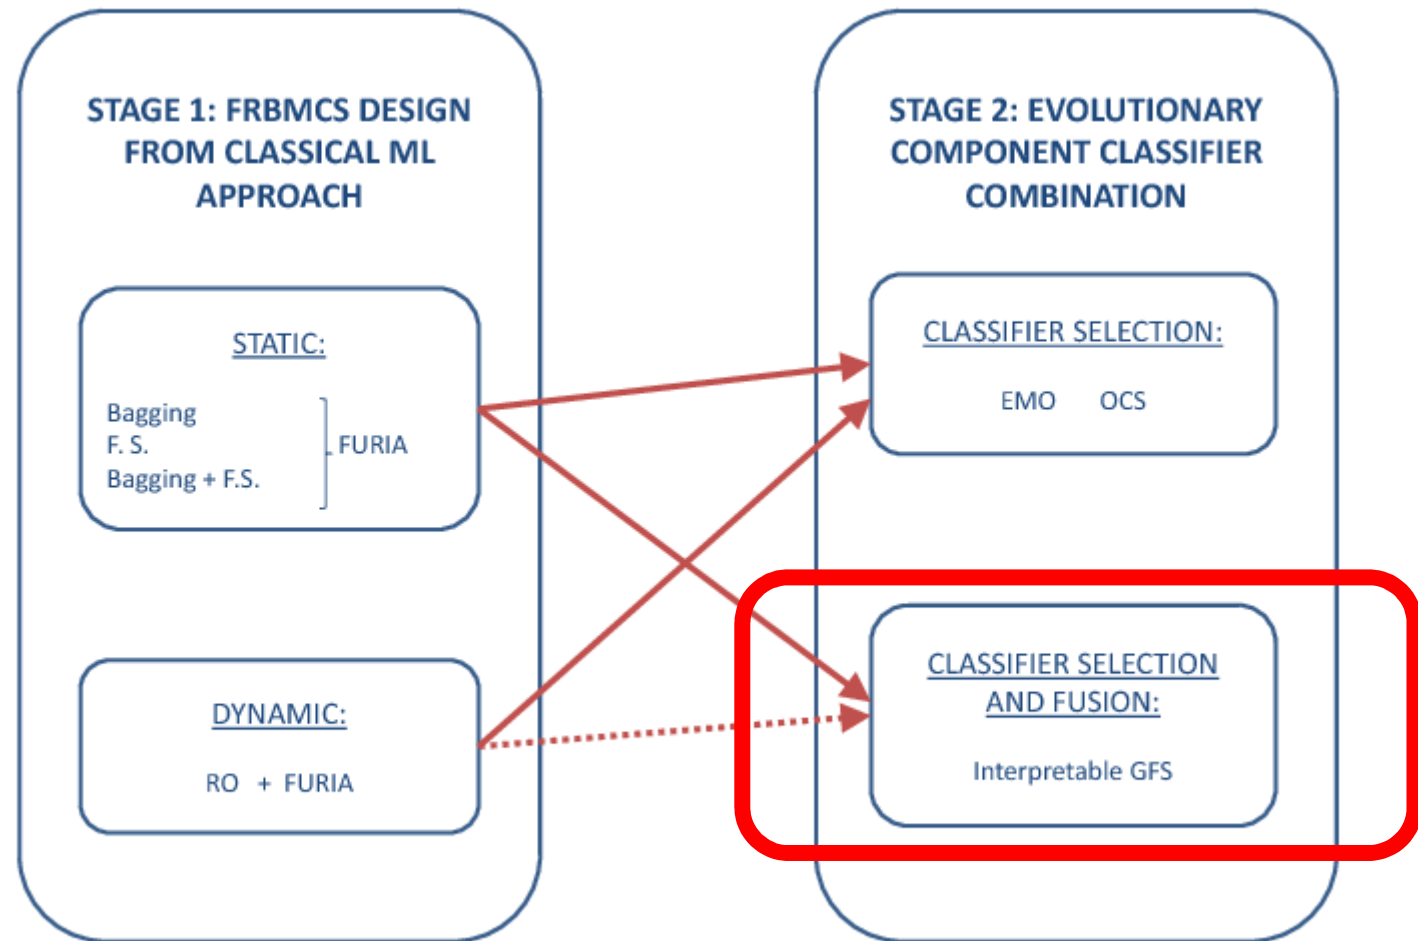 STAGE 1: FRBMCS DESIGN
FROM CLASSICAL ML
APPROACH
STATIC:
Bagging
F. S.
Bagging + F.S.
FURIA
DYNAMIC:
RO + FURIA
STAGE 2: EVOLUTIONARY
COMPONENT CLASSIFIER
COMBINATION
CLASSIFIER SELECTION:
EMO OCS
CLASSIFIER SELECTION
AND FUSION:
Interpretable GFS